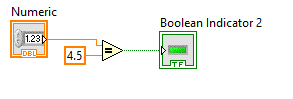 Numeric
Boolean Indicator 2
1.23
DBL
4.5
=
TF